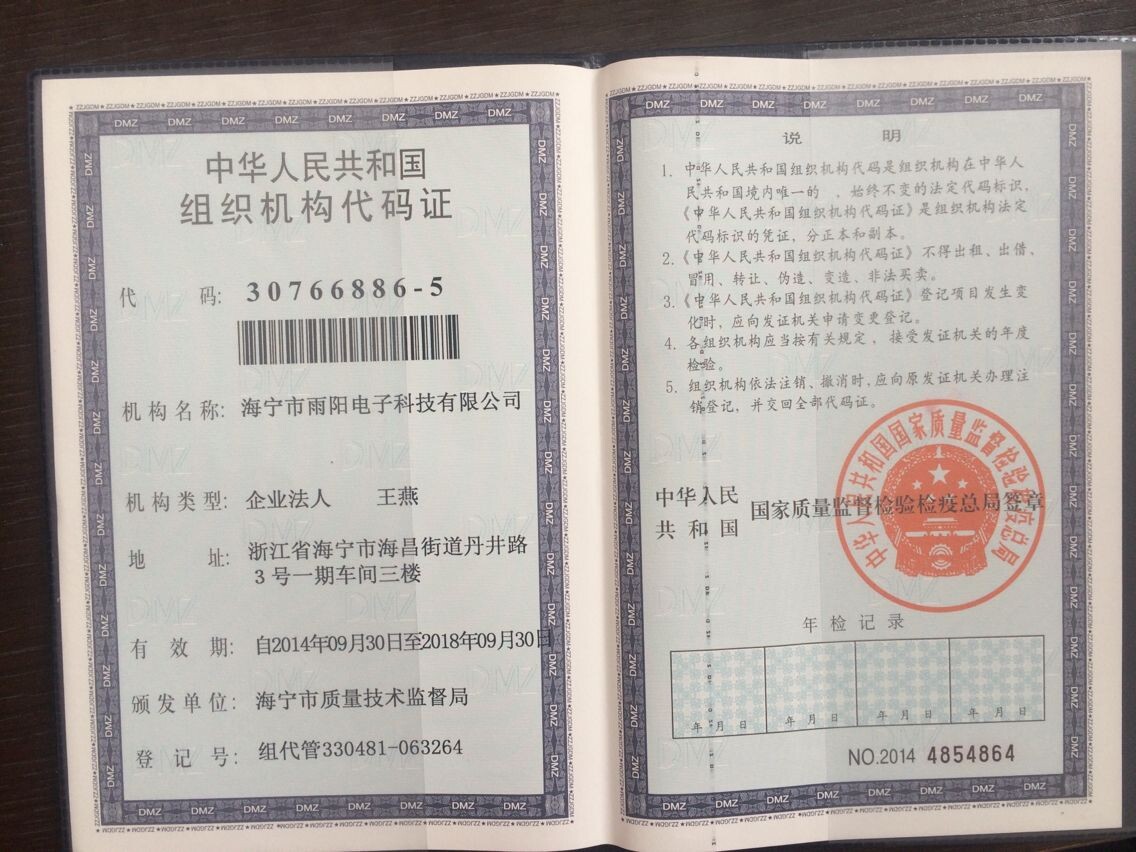 中华人民共和国
组织机构代码证
代 码: 30766886-5
机构名称: 海宁市雨阳电子科技有限公司
机构类型: 企业法人 王燕
地 址: 浙江省海宁市海昌街道丹井路
3号一期车间三楼
有 效 期: 自2014年09月30日至2018年09月30日
颁发单位: 海宁市质量技术监督局
登 记 号: 组代管330481-063264
说 明
1. 中华人民共和国组织机构代码是组织机构在中华人
民共和国境内唯一的 、始终不变的法定代码标识,
《中华人民共和国组织机构代码证》是组织机构法定
代码标识的凭证, 分正本和副本。
2.《中华人民共和国组织机构代码证》不得出租、出借、
冒用、转让、伪造、变造、非法买卖。
3.《中华人民共和国组织机构代码证》登记项目发生变
化时, 应向发证机关申请变更登记。
4. 各组织机构应当按有关规定 , 接受发证机关的年度
检验。
5. 组织机构依法注销、撤消时, 应向原发证机关办理注
销登记, 并交回全部代码证。
中华人民
共和国
国家质量监督检验检疫总局签章
中华人民共和国国家质量监督检验检疫总局
年检记录
年 月 日 年 月 日 年 月 日 年 月 日
NO.2014 4854864
DMZ
ZZJGDM